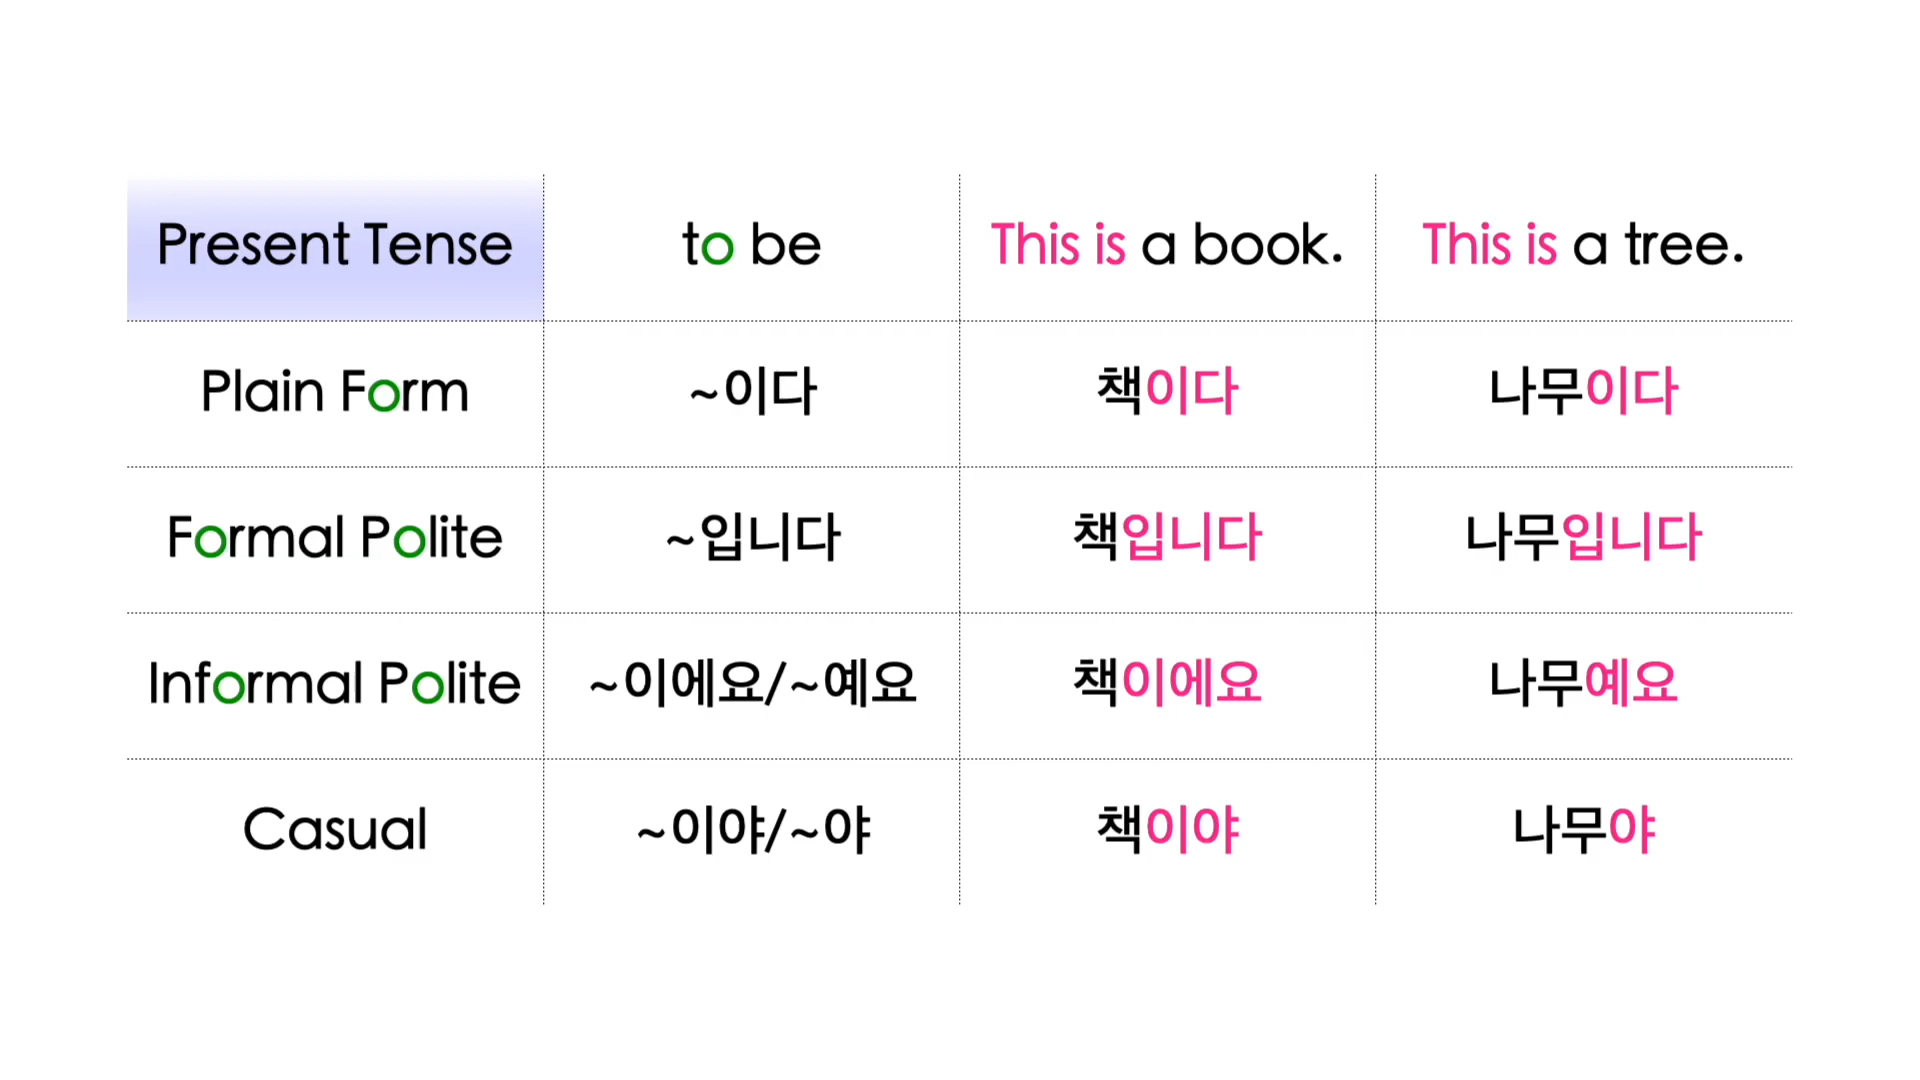 Present Tense to be This is a book. This is a tree.
Plain Form ~이다 책이다 나무이다
Formal Polite ~입니다 책입니다 나무입니다
Informal Polite ~이에요/~예요 책이에요 나무예요
Casual ~이야/~야 책이야 나무야